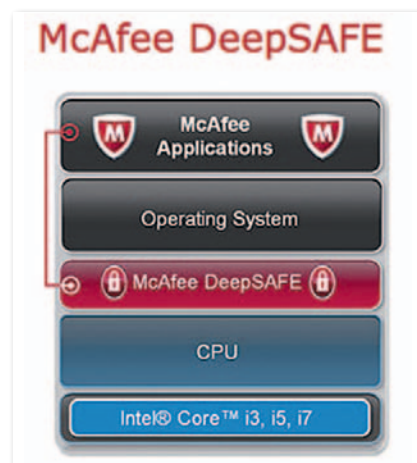 McAfee DeepSAFE
McAfee
Applications
Operating System
McAfee DeepSAFE
CPU
Intel® Core™ i3, i5, i7